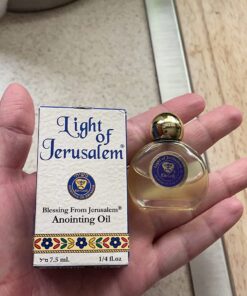 Light
of
Jerusalem®
Blessing From Jerusalem®
Anointing Oil
מ"ל 7.5 ml.
1/4 fl.oz